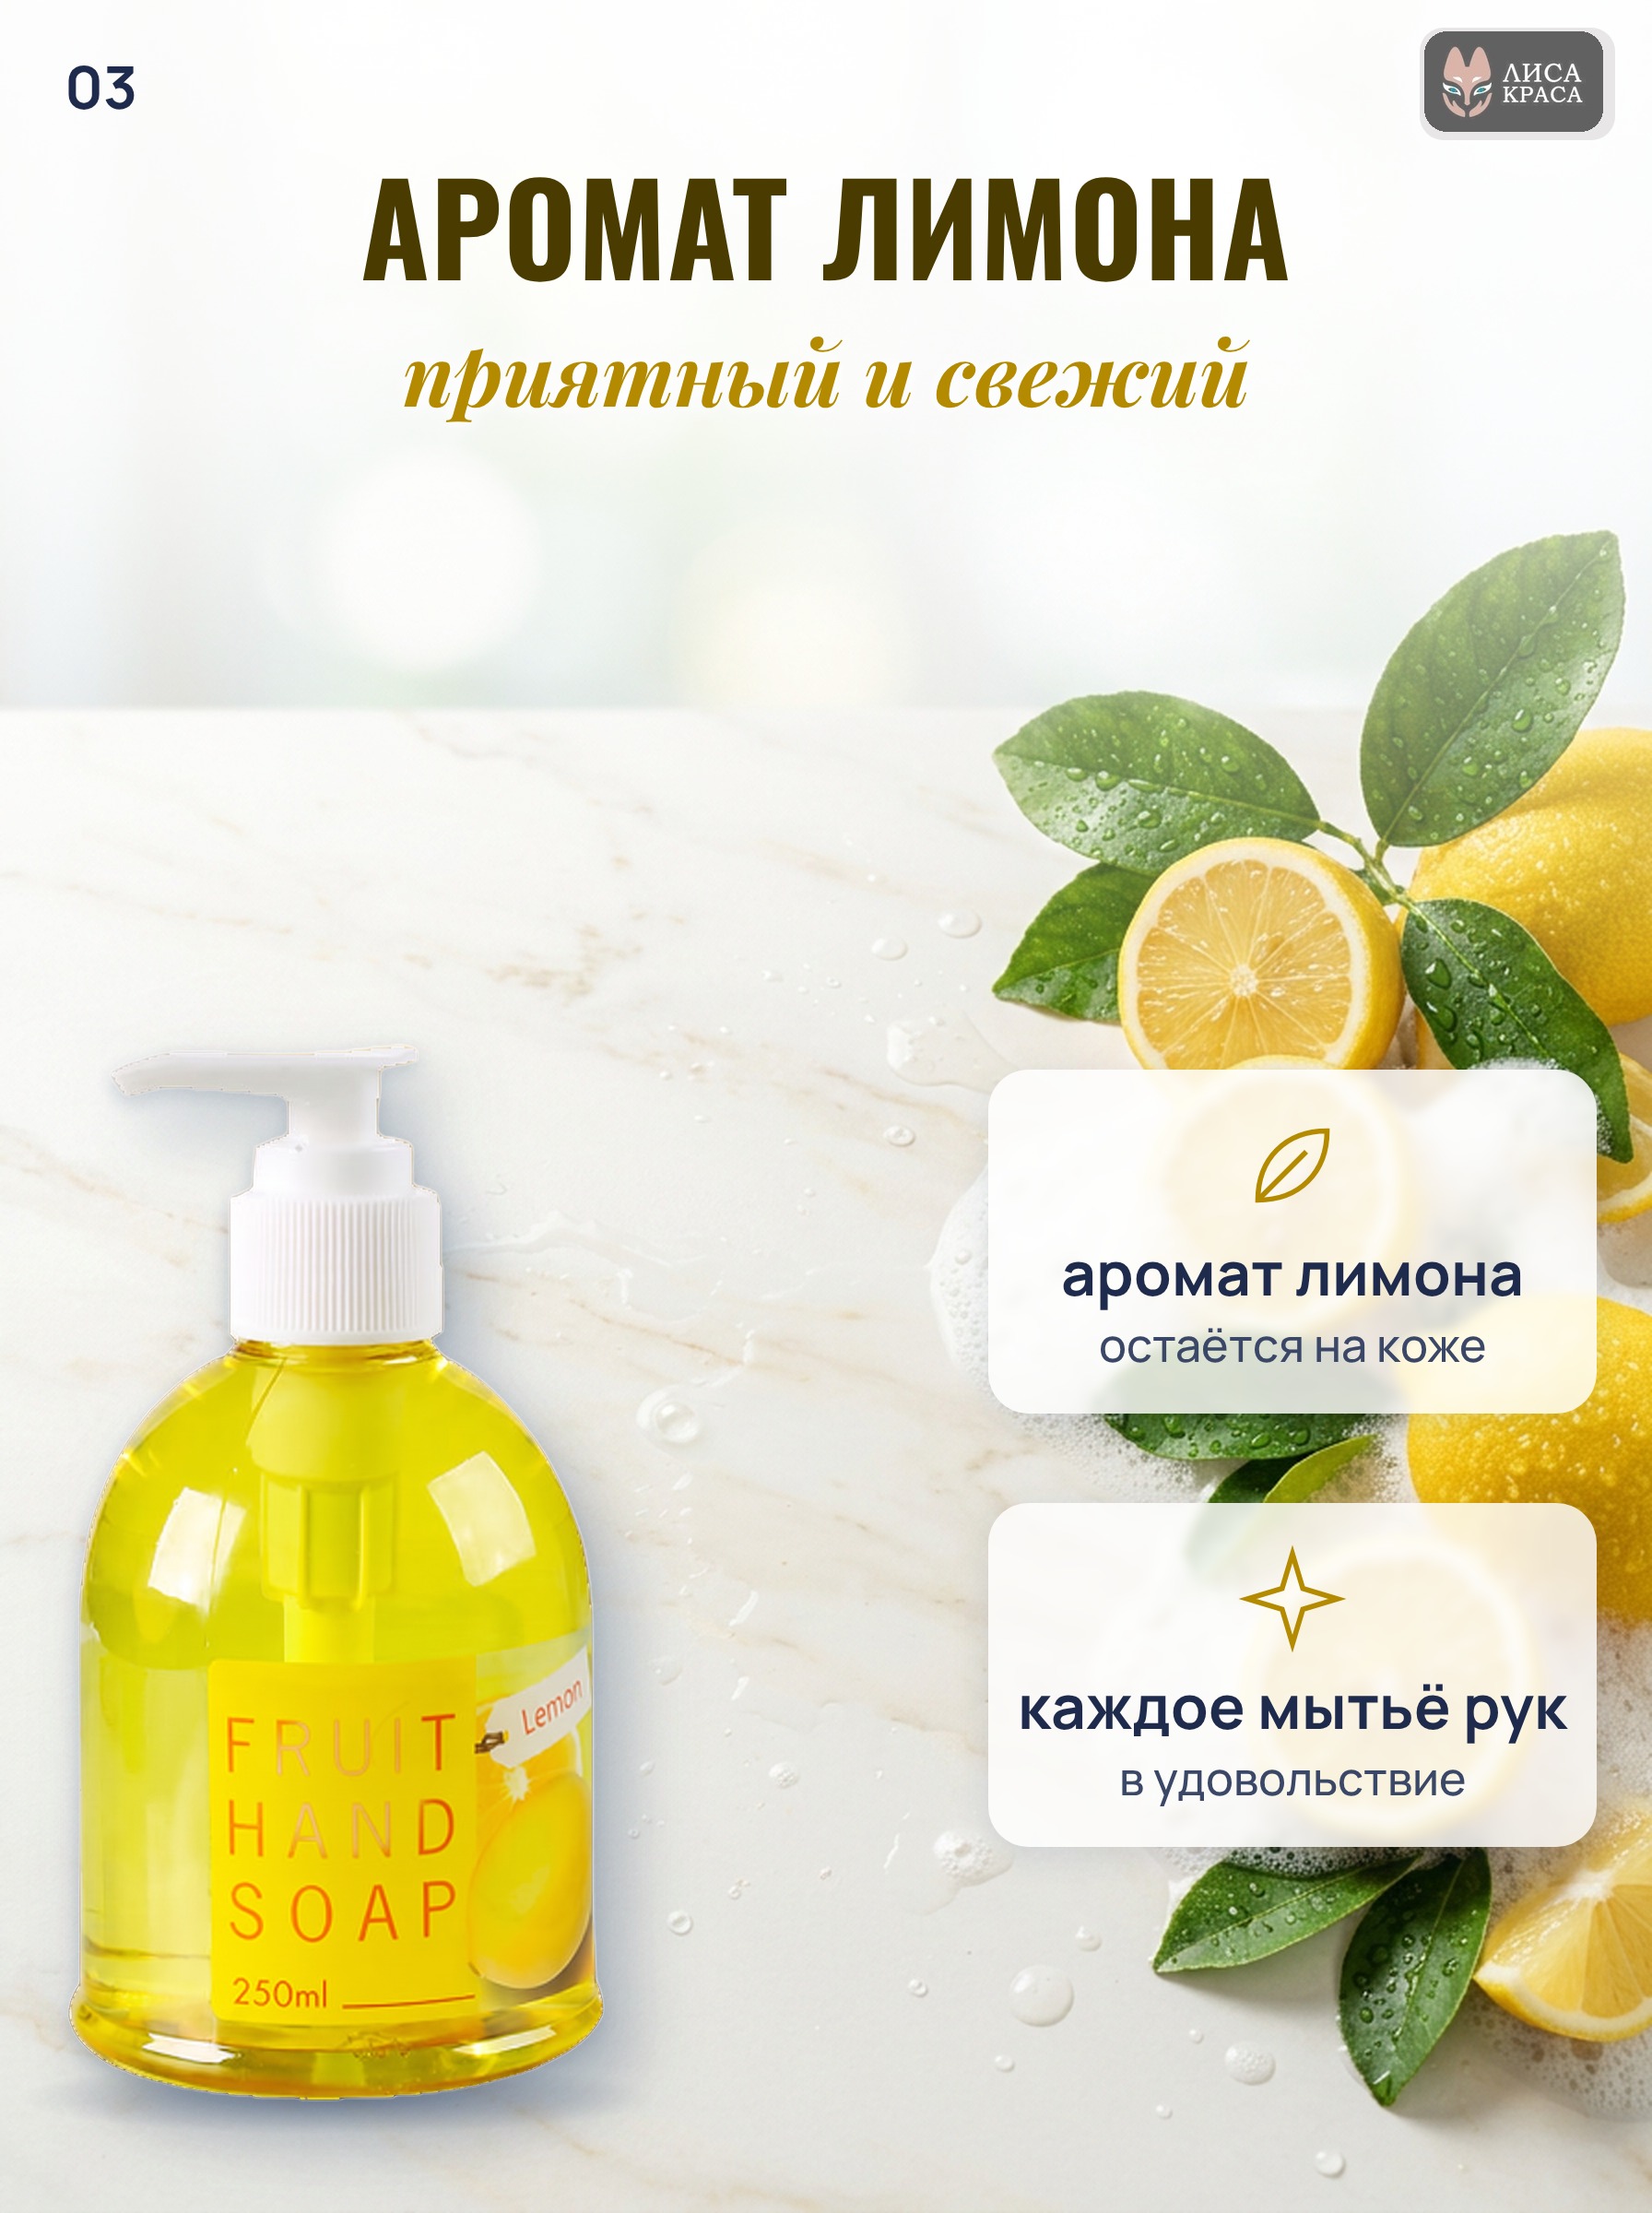 03
ЛИСА
КРАСА
АРОМАТ ЛИМОНА
приятный и свежий
аромат лимона
остаётся на коже
каждое мытьё рук
в удовольствие
Lemon
FRUIT
HAND
SOAP
250ml